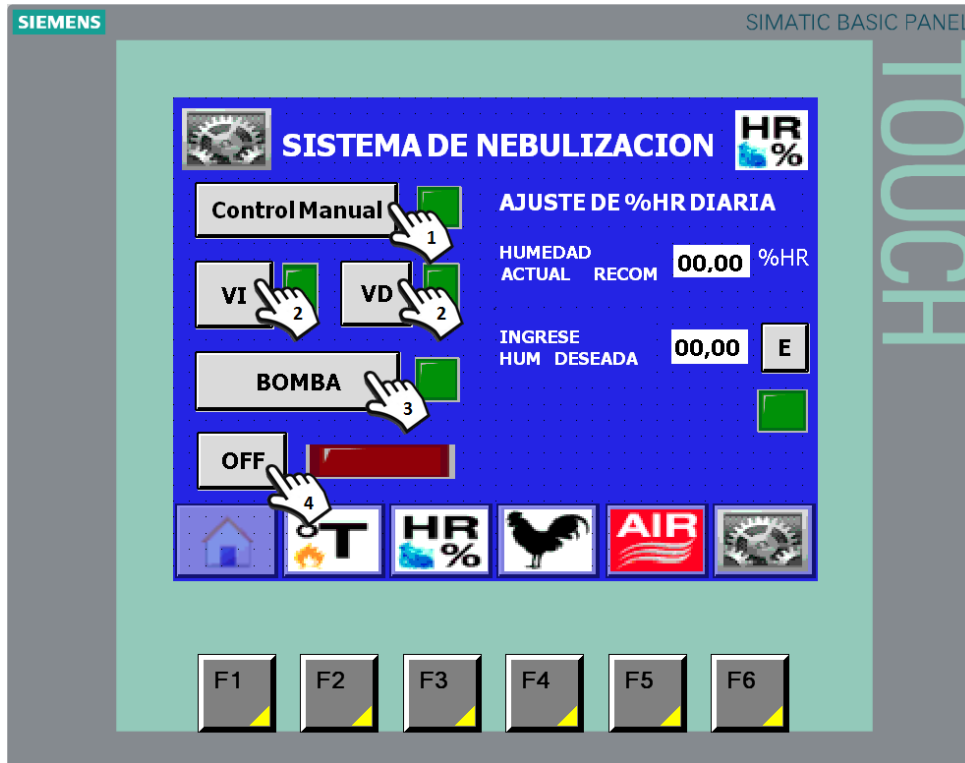 SIEMENS
SIMATIC BASIC PANEL
TOUCH
SISTEMA DE NEBULIZACION
HR
%
Control Manual
1
AJUSTE DE %HR DIARIA
HUMEDAD
ACTUAL RECOM
00,00 %HR
VI
2
VD
2
INGRESE
HUM DESEADA
00,00
E
BOMBA
3
OFF
4
°T
HR
%
AIR
F1
F2
F3
F4
F5
F6